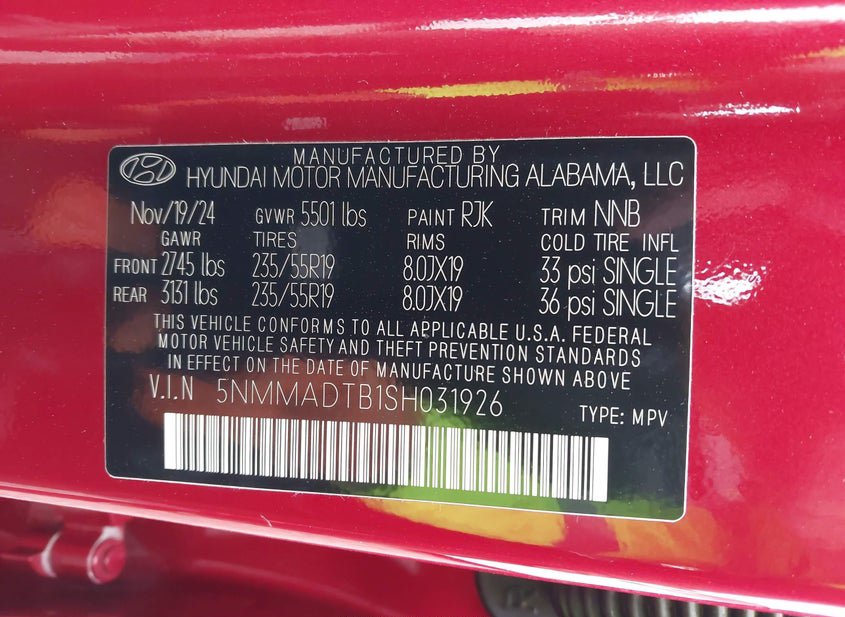 MANUFACTURED BY
HYUNDAI MOTOR MANUFACTURING ALABAMA, LLC
Nov/19/24 GVWR 5501 lbs PAINT RJK TRIM NNB
GAWR TIRES RIMS COLD TIRE INFL
FRONT 2745 lbs 235/55R19 8.0JX19 33 psi SINGLE
REAR 3131 lbs 235/55R19 8.0JX19 36 psi SINGLE
THIS VEHICLE CONFORMS TO ALL APPLICABLE U.S.A. FEDERAL
MOTOR VEHICLE SAFETY AND THEFT PREVENTION STANDARDS
IN EFFECT ON THE DATE OF MANUFACTURE SHOWN ABOVE
V.I.N 5NMMADTB1SH031926 TYPE: MPV